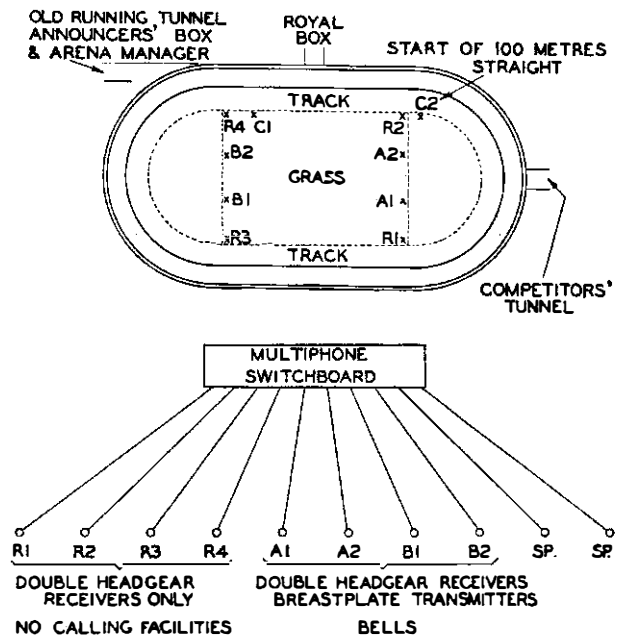 OLD RUNNING TUNNEL
ANNOUNCERS' BOX
& ARENA MANAGER
ROYAL
BOX
START OF 100 METRES
STRAIGHT
TRACK
C2
R4
C1
R2
B2
A2
GRASS
B1
A1
R3
R1
TRACK
COMPETITORS'
TUNNEL
MULTIPHONE
SWITCHBOARD
R1 R2 R3 R4 A1 A2 B1 B2 SP. SP.
DOUBLE HEADGEAR
RECEIVERS ONLY
NO CALLING FACILITIES
DOUBLE HEADGEAR RECEIVERS
BREASTPLATE TRANSMITTERS
BELLS